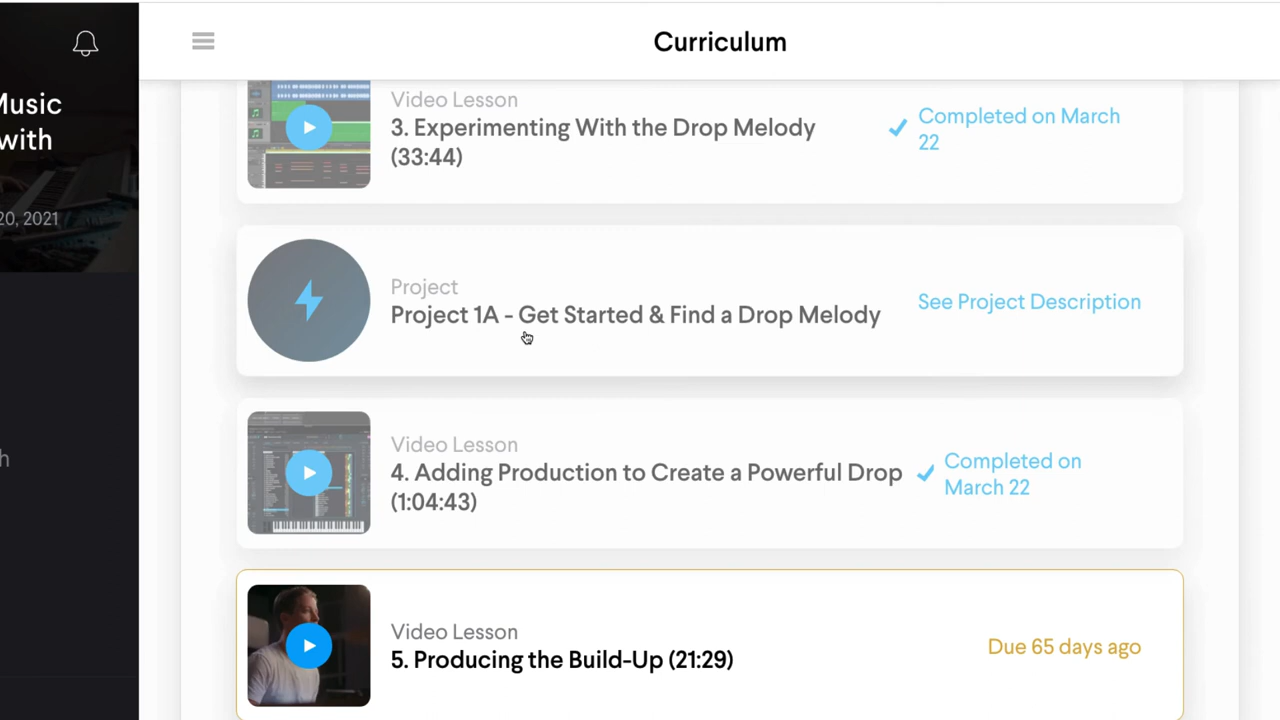 Curriculum
Music
with
20, 2021
h
Video Lesson
3. Experimenting With the Drop Melody
(33:44)
Completed on March
22
Project
Project 1A - Get Started & Find a Drop Melody
See Project Description
Video Lesson
4. Adding Production to Create a Powerful Drop
(1:04:43)
Completed on
March 22
Video Lesson
5. Producing the Build-Up (21:29)
Due 65 days ago